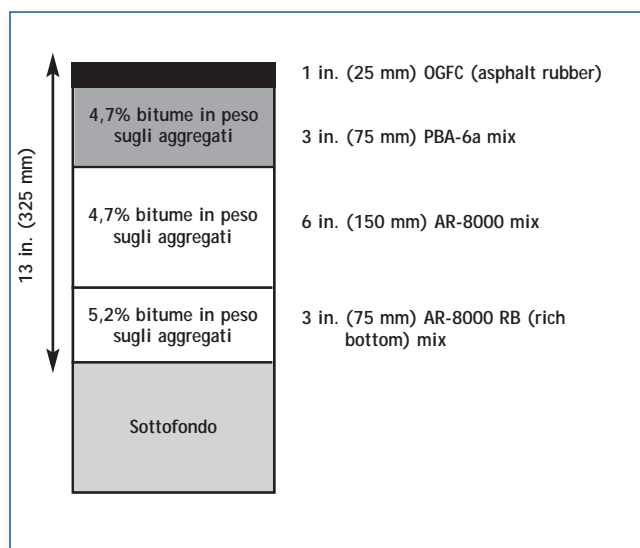 1 in. (25 mm) OGFC (asphalt rubber)
4,7% bitume in peso
sugli aggregati
3 in. (75 mm) PBA-6a mix
13 in. (325 mm)
4,7% bitume in peso
sugli aggregati
6 in. (150 mm) AR-8000 mix
5,2% bitume in peso
sugli aggregati
3 in. (75 mm) AR-8000 RB (rich
bottom) mix
Sottofondo